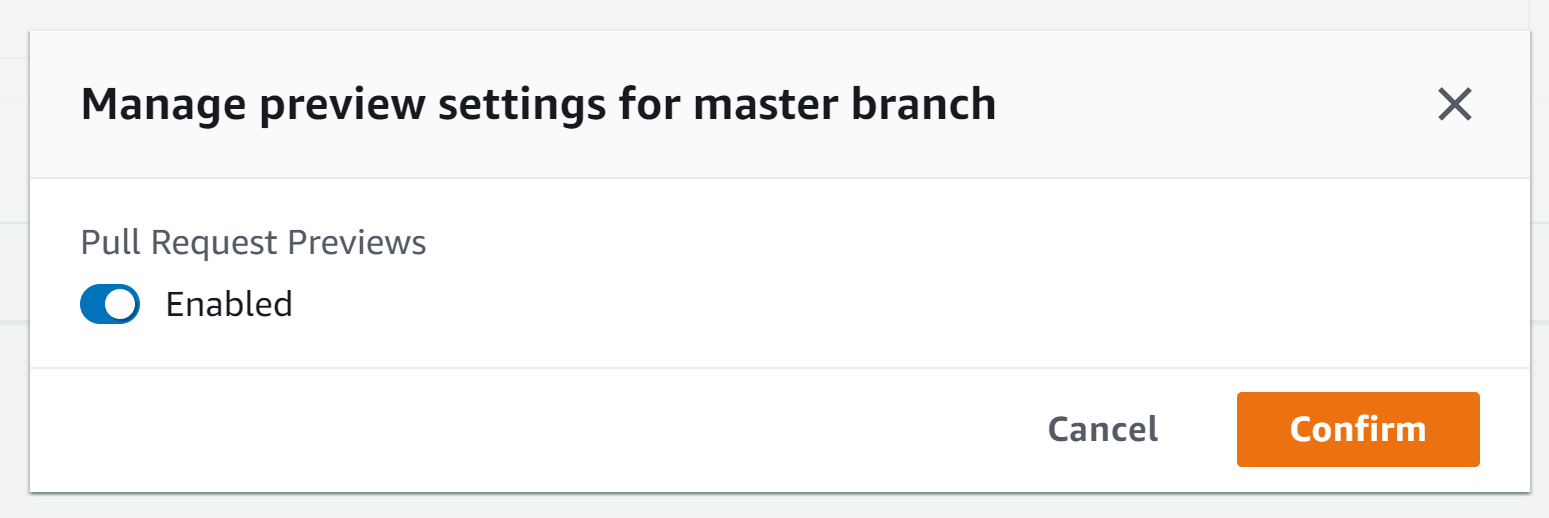 Manage preview settings for master branch
Pull Request Previews
Enabled
Cancel
Confirm